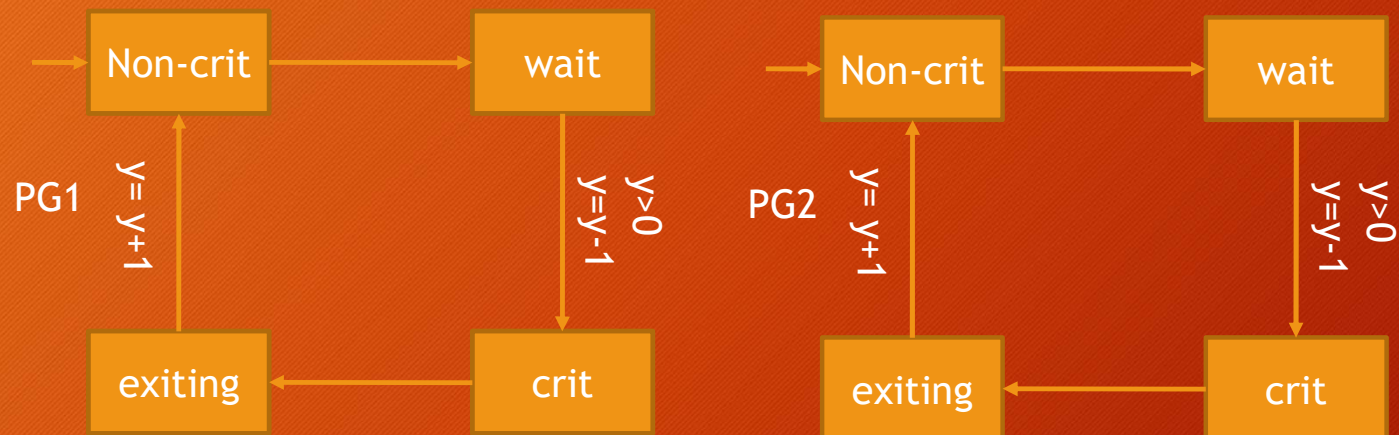 Non-crit
wait
PG1
y= y+1
y>0
y=y-1
exiting
crit
Non-crit
wait
PG2
y= y+1
y>0
y=y-1
exiting
crit